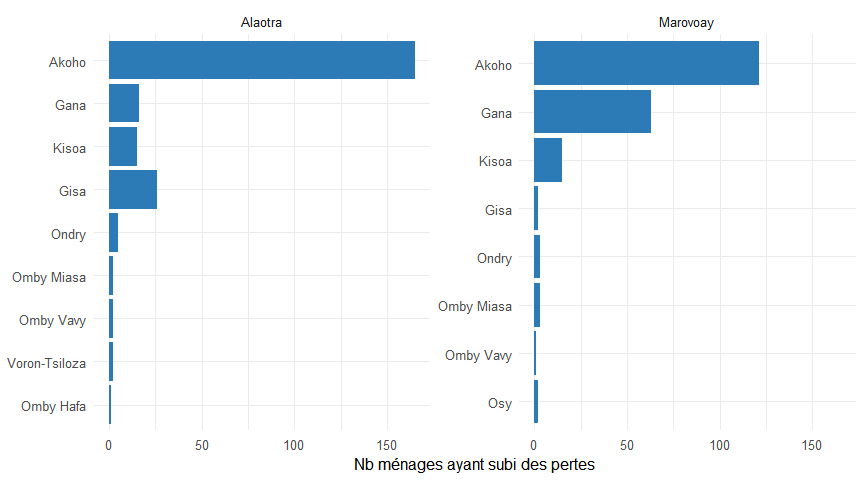 Alaotra
Akoho
Gana
Kisoa
Gisa
Ondry
Omby Miasa
Omby Vavy
Voron-Tsiloza
Omby Hafa
0 50 100 150
Marovoay
Akoho
Gana
Kisoa
Gisa
Ondry
Omby Miasa
Omby Vavy
Osy
0 50 100 150
Nb ménages ayant subi des pertes